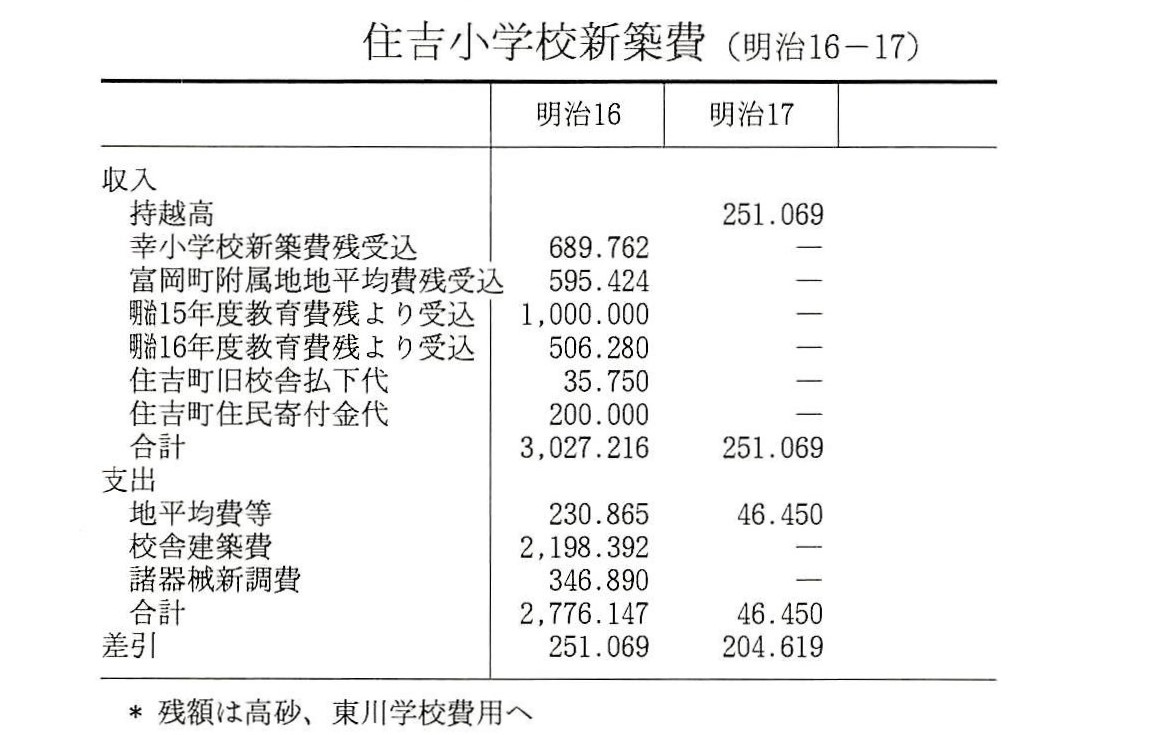 住吉小学校新築費（明治16－17）
明治16 明治17
収入
持越高 251.069
幸小学校新築費残受込 689.762 —
富岡町附属地地平均費残受込 595.424 —
明治15年度教育費残より受込 1,000.000 —
明治16年度教育費残より受込 506.280 —
住吉町旧校舎払下代 35.750 —
住吉町住民寄付金代 200.000 —
合計 3,027.216 251.069
支出
地平均費等 230.865 46.450
校舎建築費 2,198.392 —
諸器械新調費 346.890 —
合計 2,776.147 46.450
差引 251.069 204.619
* 残額は高砂、東川学校費用へ